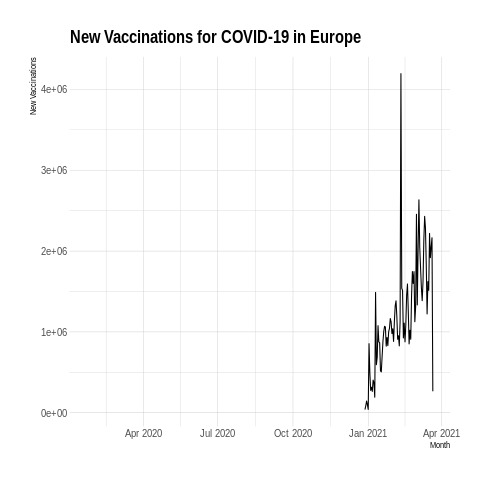 New Vaccinations for COVID-19 in Europe
New Vaccinations
4e+06
3e+06
2e+06
1e+06
0e+00
Apr 2020 Jul 2020 Oct 2020 Jan 2021 Apr 2021
Month